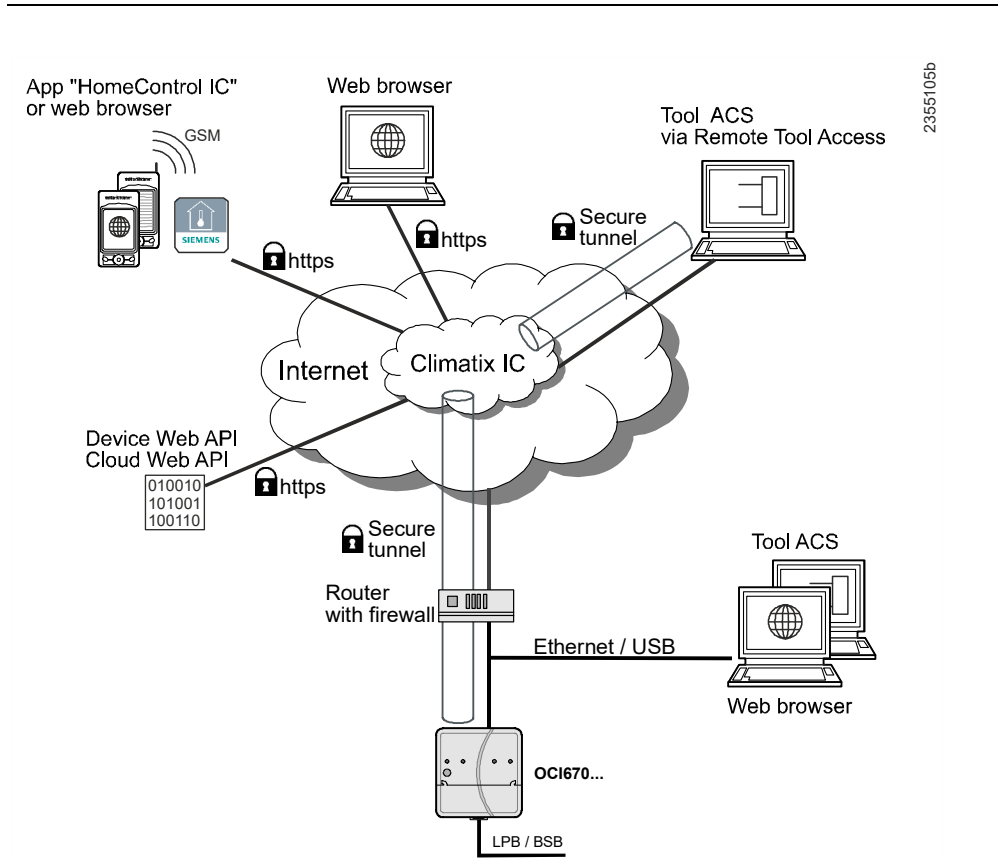 2355105b
App "HomeControl IC"
or web browser
GSM
SIEMENS
Web browser
Tool ACS
via Remote Tool Access
https
https
Secure
tunnel
Internet
Climatix IC
Device Web API
Cloud Web API
010010
101001
100110
https
Secure
tunnel
Router
with firewall
Tool ACS
Ethernet / USB
Web browser
OCI670...
LPB / BSB